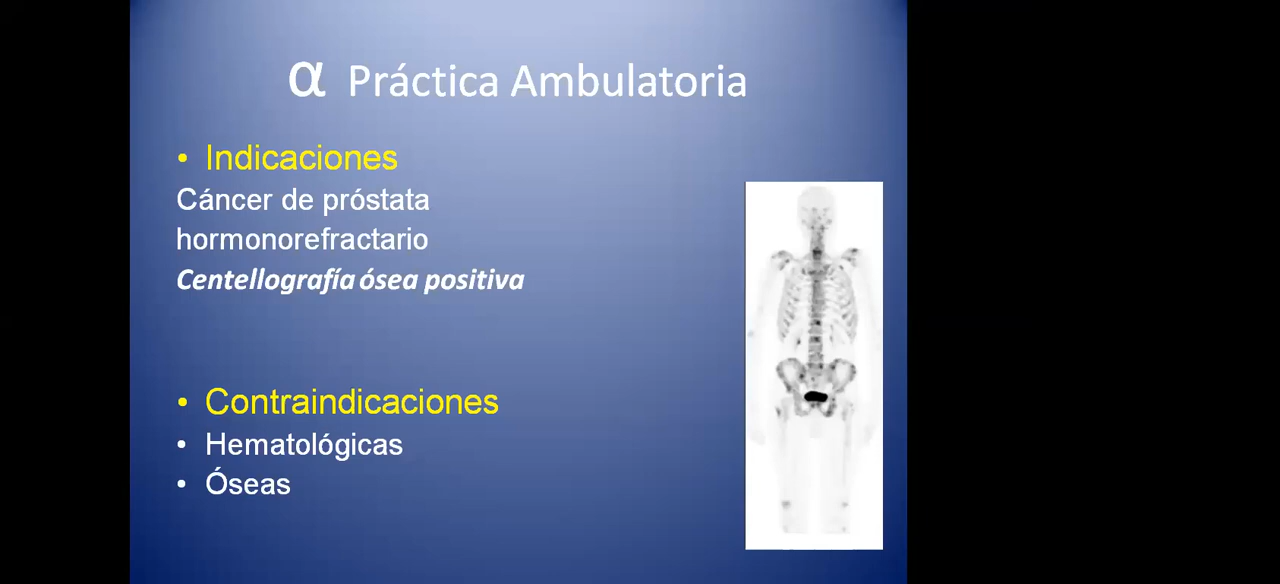 α Práctica Ambulatoria
• Indicaciones
Cáncer de próstata
hormonorefractario
Centellografía ósea positiva
• Contraindicaciones
• Hematológicas
• Óseas